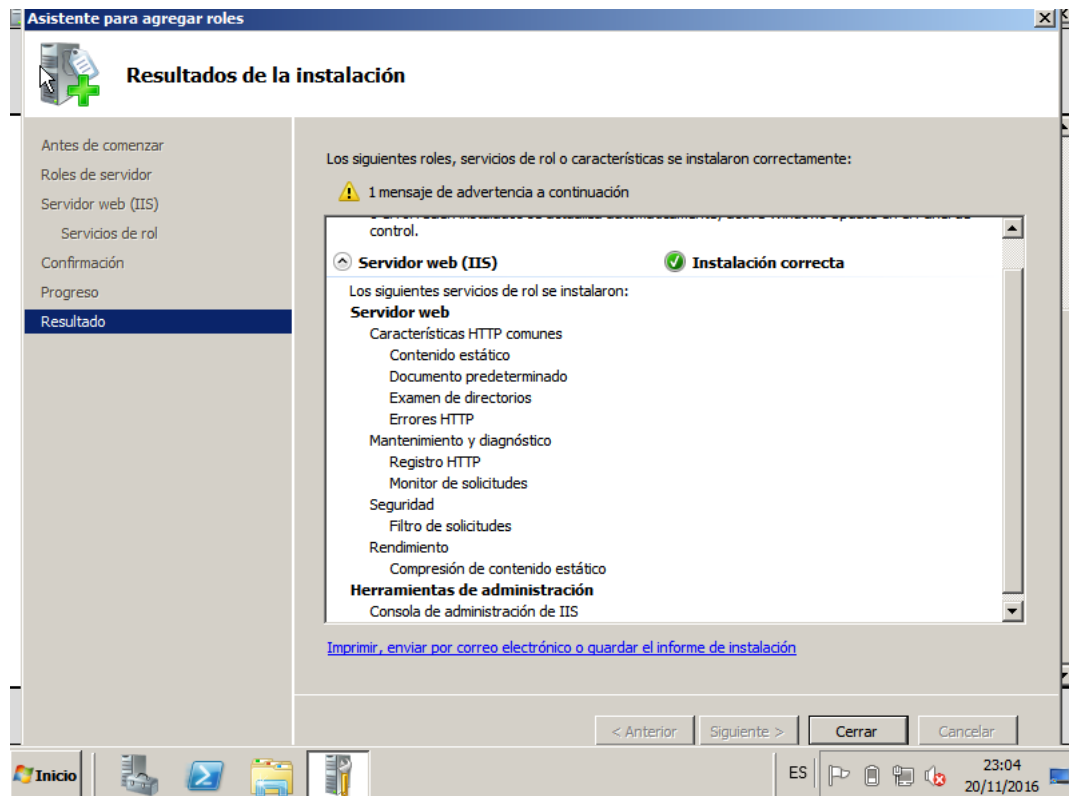 Asistente para agregar roles
Resultados de la instalación
Antes de comenzar
Roles de servidor
Servidor web (IIS)
Servicios de rol
Confirmación
Progreso
Resultado
Los siguientes roles, servicios de rol o características se instalaron correctamente:
1 mensaje de advertencia a continuación
control.
Servidor web (IIS) Instalación correcta
Los siguientes servicios de rol se instalaron:
Servidor web
Características HTTP comunes
Contenido estático
Documento predeterminado
Examen de directorios
Errores HTTP
Mantenimiento y diagnóstico
Registro HTTP
Monitor de solicitudes
Seguridad
Filtro de solicitudes
Rendimiento
Compresión de contenido estático
Herramientas de administración
Consola de administración de IIS
Imprimir, enviar por correo electrónico o guardar el informe de instalación
< Anterior Siguiente > Cerrar Cancelar
Inicio ES 23:04
20/11/2016